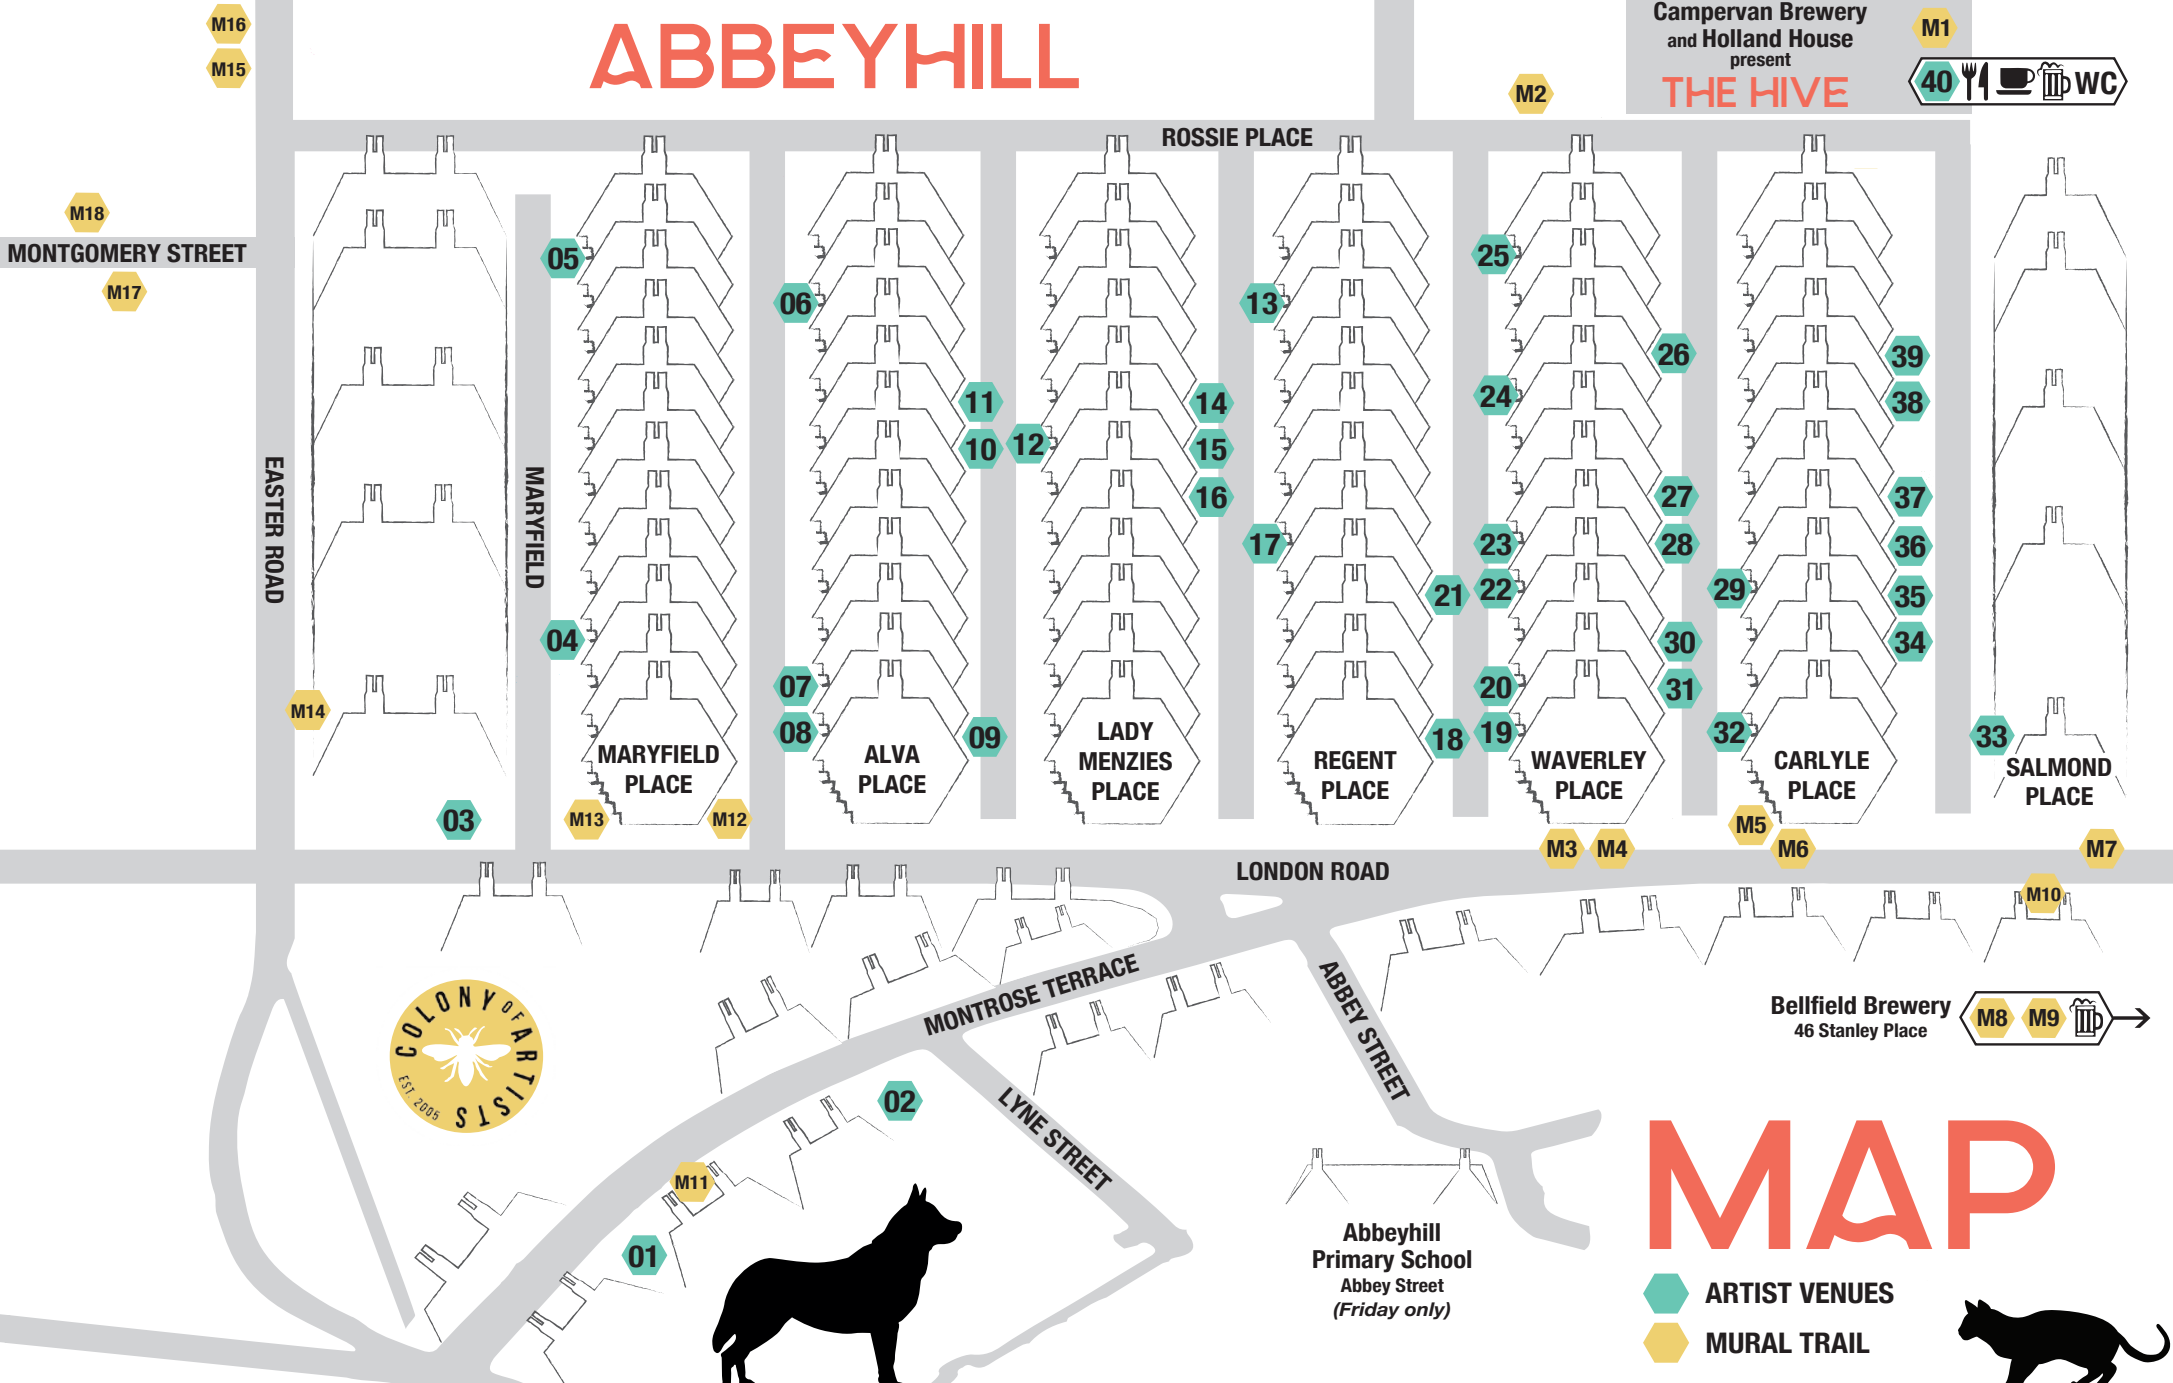 M16
M15
ABBEYHILL
Campervan Brewery
and Holland House
present
THE HIVE
M1
40 WC
M2
ROSSIE PLACE
M18
MONTGOMERY STREET
M17
05
06
13
25
26
39
11
14
24
38
10
12
15
16
27
37
17
23
28
36
21
22
29
35
04
30
34
07
20
31
08
09
18
19
32
33
EASTER ROAD
MARYFIELD
M14
MARYFIELD
PLACE
ALVA
PLACE
LADY
MENZIES
PLACE
REGENT
PLACE
WAVERLEY
PLACE
CARLYLE
PLACE
SALMOND
PLACE
03
M13
M12
M5
M3
M4
M6
M7
LONDON ROAD
M10
COLONY OF ARTISTS
EST. 2005
MONTROSE TERRACE
ABBEY STREET
LYNE STREET
Bellfield Brewery
46 Stanley Place
M8 M9
02
M11
01
Abbeyhill
Primary School
Abbey Street
(Friday only)
MAP
ARTIST VENUES
MURAL TRAIL